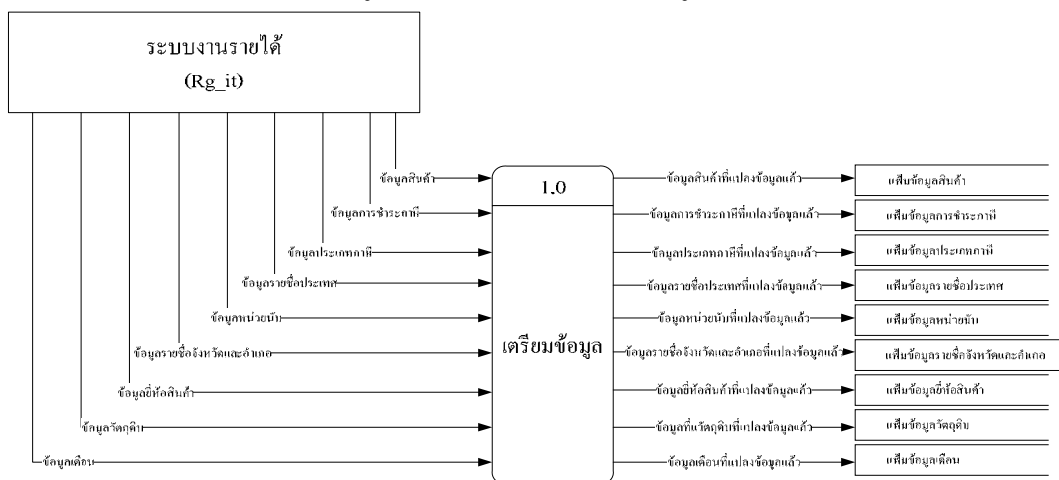 ระบบงานรายได้
(Rg_it)
1.0
เตรียมข้อมูล
ข้อมูลสินค้า
ข้อมูลสินค้าที่แปลงข้อมูลแล้ว
แฟ้มข้อมูลสินค้า
ข้อมูลการชำระภาษี
ข้อมูลการชำระภาษีที่แปลงข้อมูลแล้ว
แฟ้มข้อมูลการชำระภาษี
ข้อมูลประเภทภาษี
ข้อมูลประเภทภาษีที่แปลงข้อมูลแล้ว
แฟ้มข้อมูลประเภทภาษี
ข้อมูลรายชื่อประเทศ
ข้อมูลรายชื่อประเทศที่แปลงข้อมูลแล้ว
แฟ้มข้อมูลรายชื่อประเทศ
ข้อมูลหน่วยนับ
ข้อมูลหน่วยนับที่แปลงข้อมูลแล้ว
แฟ้มข้อมูลหน่วยนับ
ข้อมูลรายชื่อจังหวัดและอำเภอ
ข้อมูลรายชื่อจังหวัดและอำเภอที่แปลงข้อมูลแล้ว
แฟ้มข้อมูลรายชื่อจังหวัดและอำเภอ
ข้อมูลยี่ห้อสินค้า
ข้อมูลยี่ห้อสินค้าที่แปลงข้อมูลแล้ว
แฟ้มข้อมูลยี่ห้อสินค้า
ข้อมูลวัตถุดิบ
ข้อมูลที่วัตถุดิบที่แปลงข้อมูลแล้ว
แฟ้มข้อมูลวัตถุดิบ
ข้อมูลเดือน
ข้อมูลเดือนที่แปลงข้อมูลแล้ว
แฟ้มข้อมูลเดือน